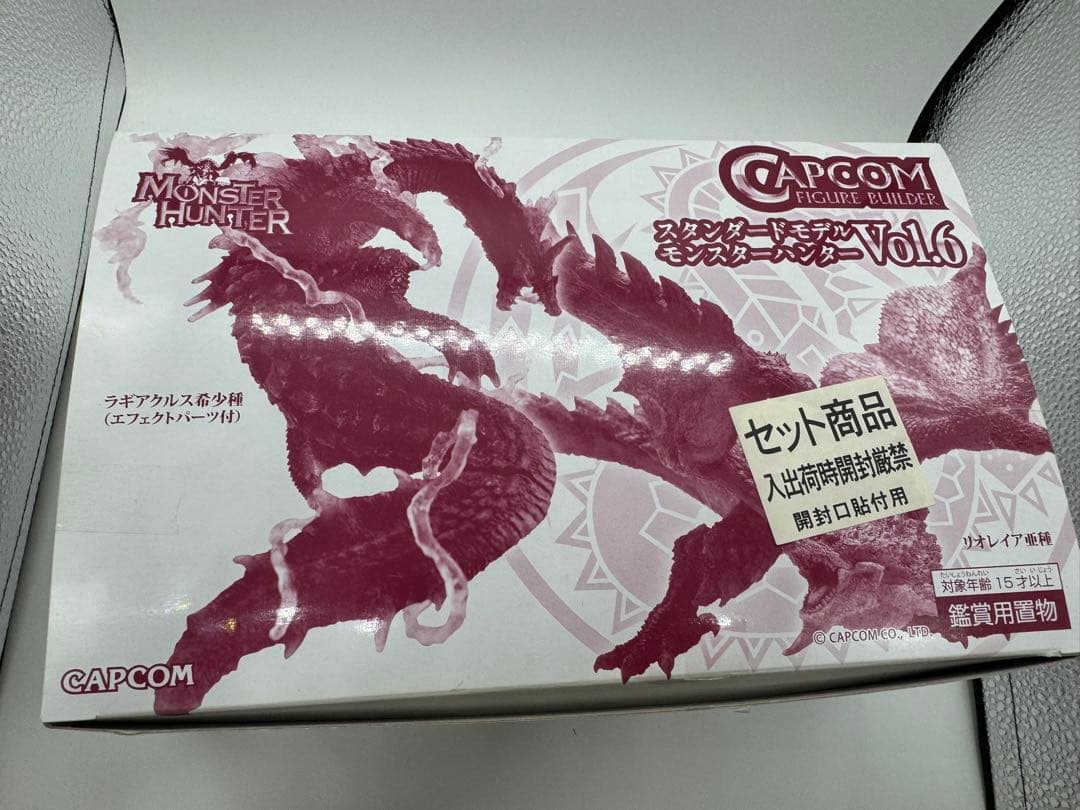 MONSTER
HUNTER
CAPCOM
FIGURE BUILDER
スタンダードモデル
モンスターハンター Vol.6
ラギアクルス希少種
(エフェクトパーツ付)
セット商品
入出荷時開封厳禁
開封口貼付用
リオレイア亜種
たいしょうねんれい さい いじょう
対象年齢 15才以上
鑑賞用置物
© CAPCOM CO., LTD.
CAPCOM